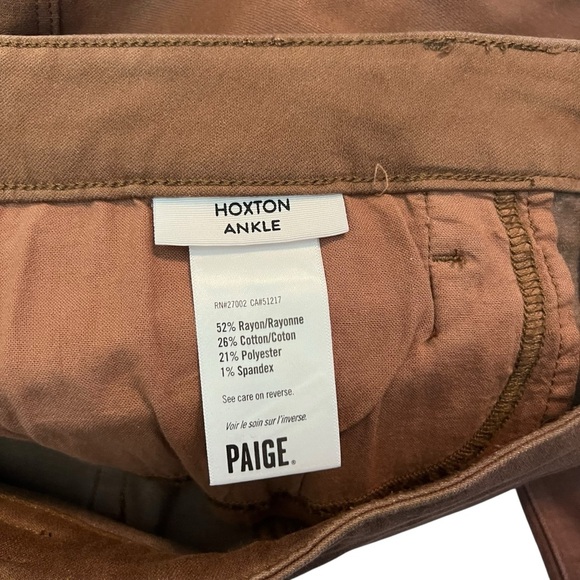 HOXTON
ANKLE
RN#27002 CA#51217
52% Rayon/Rayonne
26% Cotton/Coton
21% Polyester
1% Spandex
See care on reverse.
Voir le soin sur l'inverse.
PAIGE®